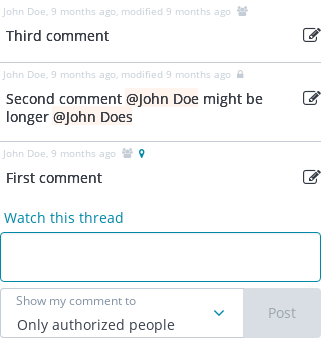 John Doe, 9 months ago, modified 9 months ago
Third comment
John Doe, 9 months ago, modified 9 months ago
Second comment @John Doe might be
longer @John Does
John Doe, 9 months ago
First comment
Watch this thread
Show my comment to
Only authorized people
Post